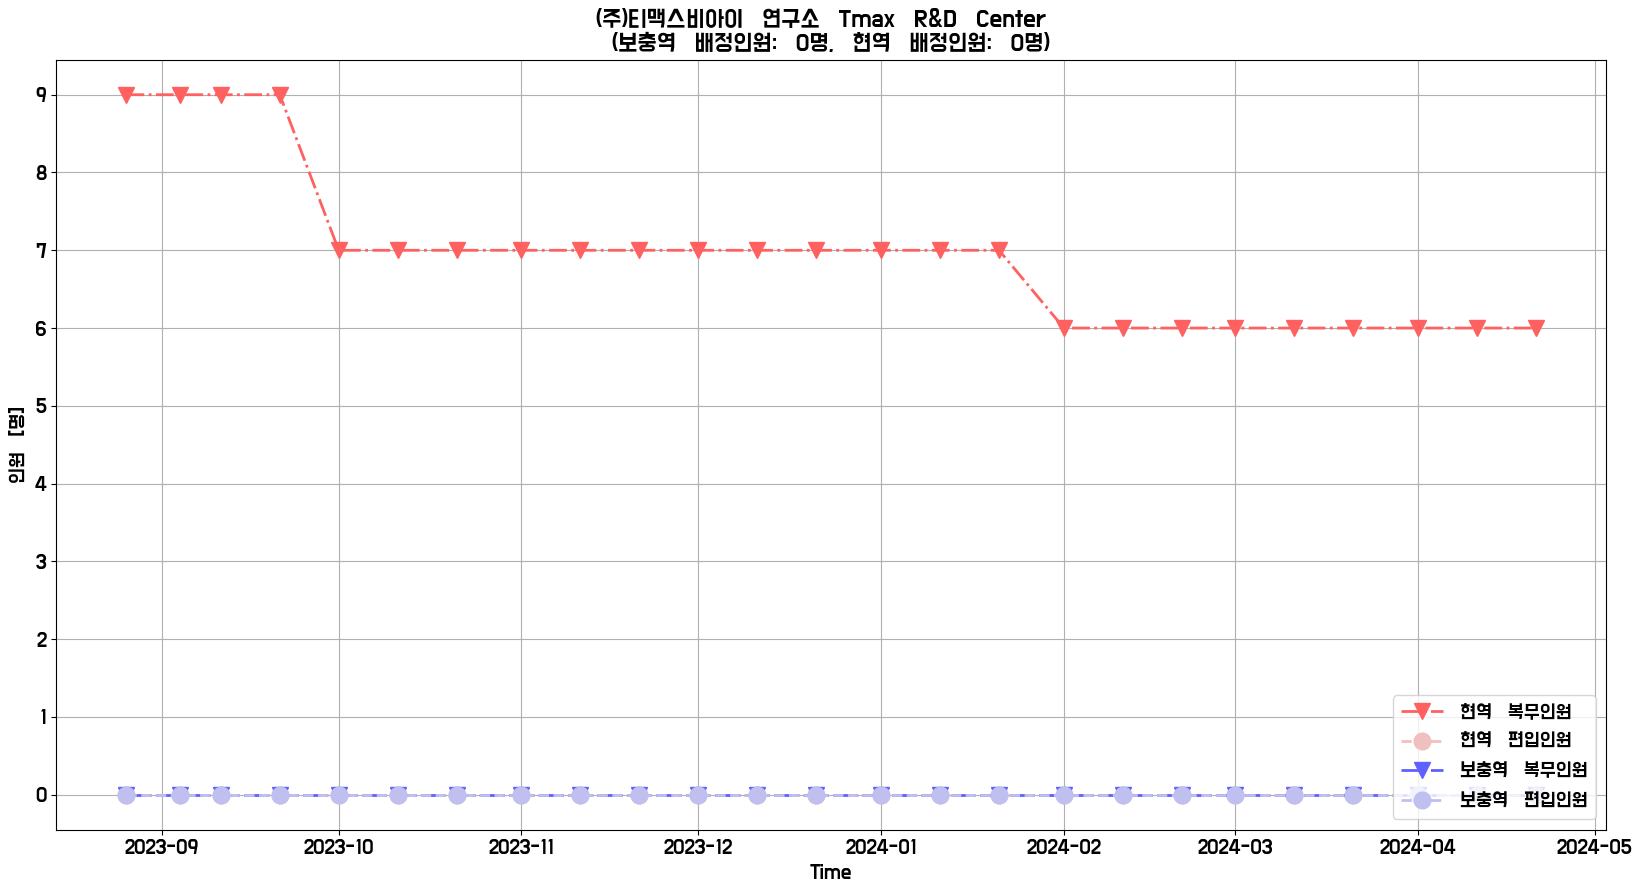 (주)티맥스비아이 연구소 Tmax R&D Center
(보충역 배정인원: 0명, 현역 배정인원: 0명)
인원 [명]
9
8
7
6
5
4
3
2
1
0
현역 복무인원
현역 편입인원
보충역 복무인원
보충역 편입인원
2023-09 2023-10 2023-11 2023-12 2024-01 2024-02 2024-03 2024-04 2024-05
Time